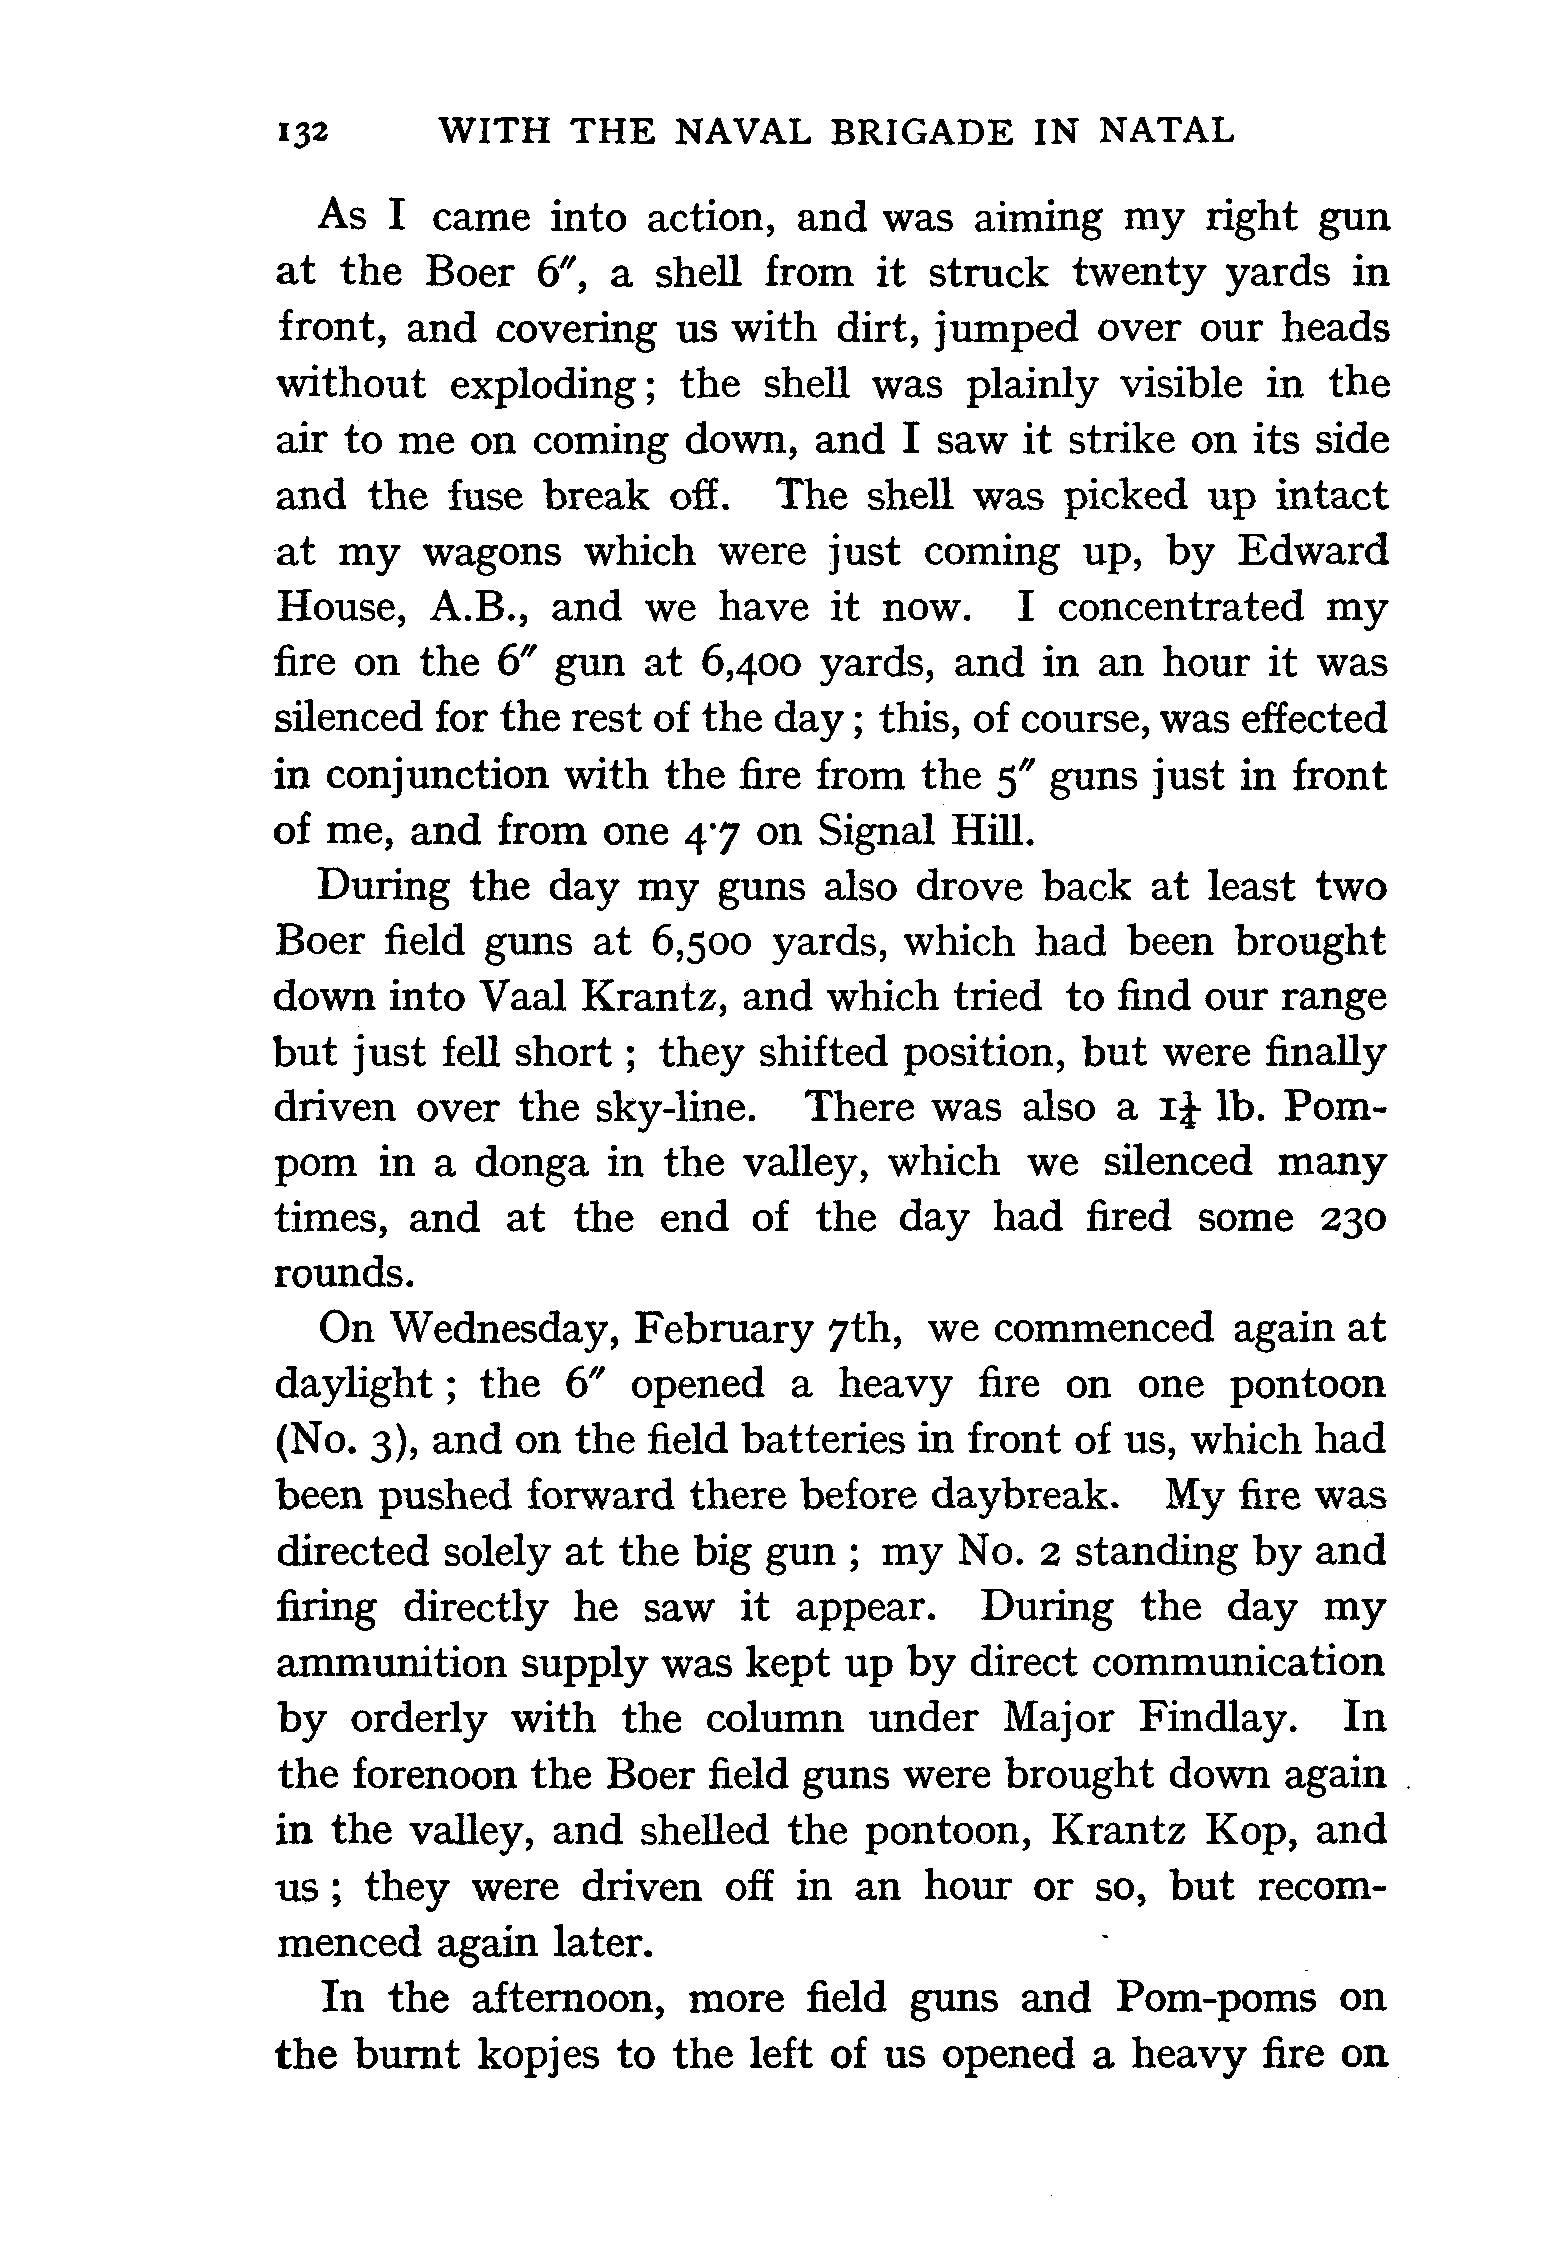 132 WITH THE NAVAL BRIGADE IN NATAL
As I came into action, and was aiming my right gun
at the Boer 6″, a shell from it struck twenty yards in
front, and covering us with dirt, jumped over our heads
without exploding; the shell was plainly visible in the
air to me on coming down, and I saw it strike on its side
and the fuse break off. The shell was picked up intact
at my wagons which were just coming up, by Edward
House, A.B., and we have it now. I concentrated my
fire on the 6″ gun at 6,400 yards, and in an hour it was
silenced for the rest of the day; this, of course, was effected
in conjunction with the fire from the 5″ guns just in front
of me, and from one 4·7 on Signal Hill.
During the day my guns also drove back at least two
Boer field guns at 6,500 yards, which had been brought
down into Vaal Krantz, and which tried to find our range
but just fell short; they shifted position, but were finally
driven over the sky-line. There was also a 1¼ lb. Pom-
pom in a donga in the valley, which we silenced many
times, and at the end of the day had fired some 230
rounds.
On Wednesday, February 7th, we commenced again at
daylight; the 6″ opened a heavy fire on one pontoon
(No. 3), and on the field batteries in front of us, which had
been pushed forward there before daybreak. My fire was
directed solely at the big gun; my No. 2 standing by and
firing directly he saw it appear. During the day my
ammunition supply was kept up by direct communication
by orderly with the column under Major Findlay. In
the forenoon the Boer field guns were brought down again
in the valley, and shelled the pontoon, Krantz Kop, and
us; they were driven off in an hour or so, but recom-
menced again later.
In the afternoon, more field guns and Pom-poms on
the burnt kopjes to the left of us opened a heavy fire on